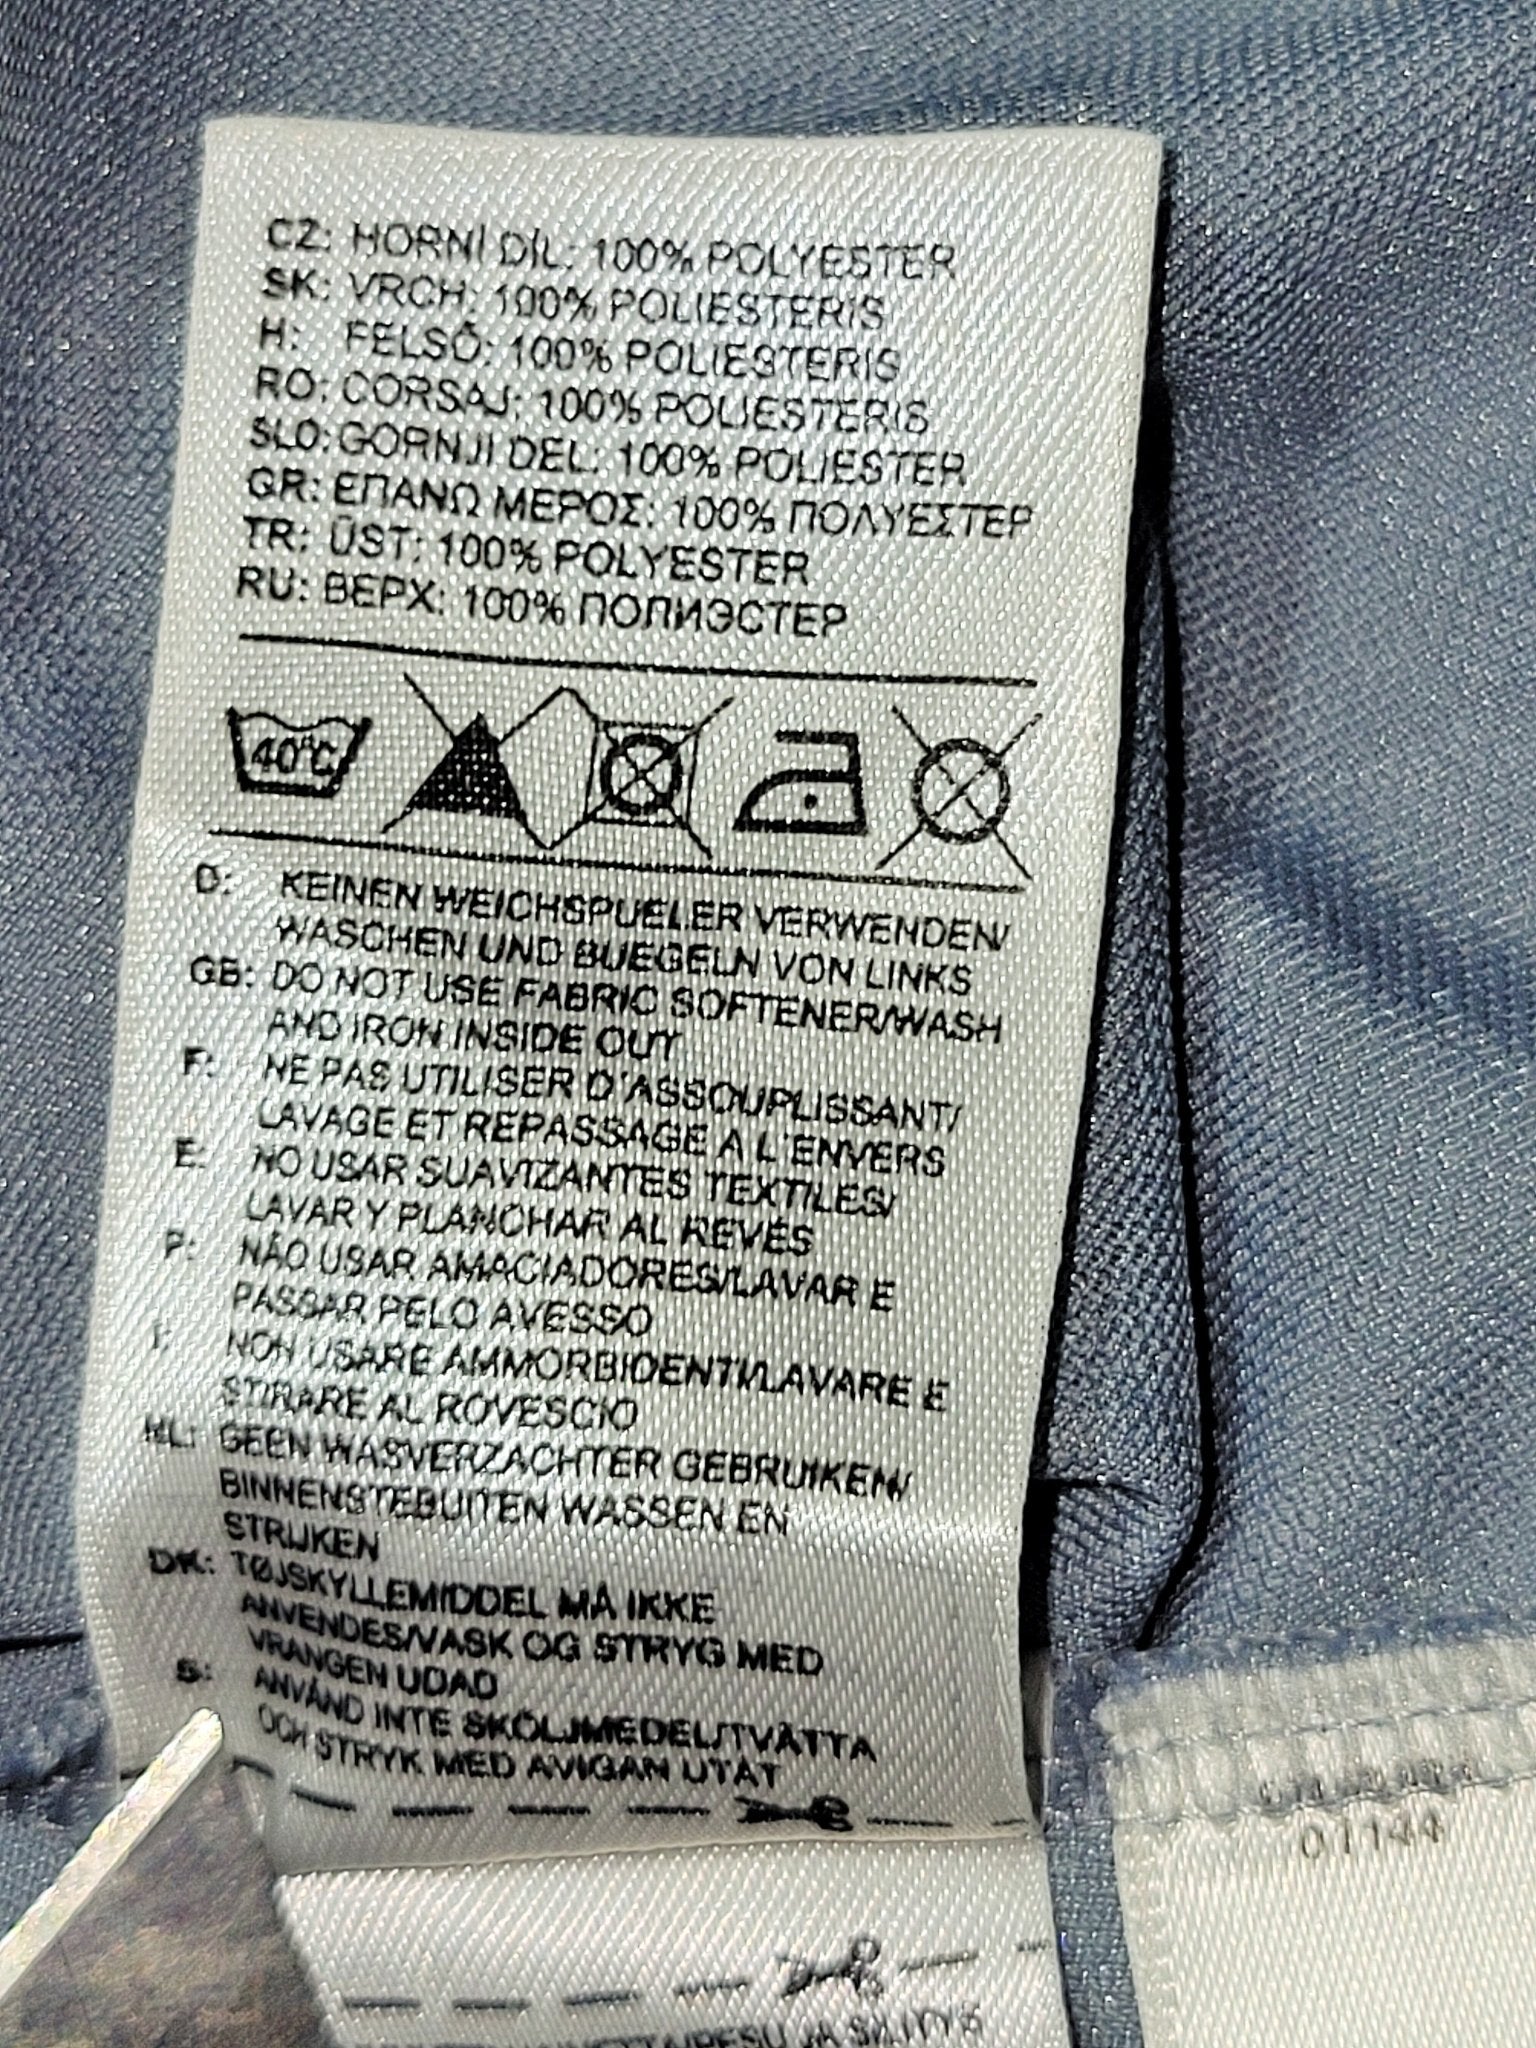 CZ: HORNÍ DÍL: 100% POLYESTER
SK: VRCH: 100% POLIESTERIS
H: FELSŐ: 100% POLIESTERIS
RO: CORSAJ: 100% POLIESTERIS
SLO: GORNJI DEL: 100% POLIESTER
GR: ΕΠΑΝΩ ΜΕΡΟΣ: 100% ΠΟΛΥΕΣΤΕΡ
TR: ÜST: 100% POLYESTER
RU: ВЕРХ: 100% ПОЛИЭСТЕР
40°C
D: KEINEN WEICHSPUELER VERWENDEN/
WASCHEN UND BUEGELN VON LINKS
GB: DO NOT USE FABRIC SOFTENER/WASH
AND IRON INSIDE OUT
F: NE PAS UTILISER D'ASSOUPLISSANT/
LAVAGE ET REPASSAGE A L'ENVERS
E: NO USAR SUAVIZANTES TEXTILES/
LAVAR Y PLANCHAR AL REVÉS
P: NÃO USAR AMACIADORES/LAVAR E
PASSAR PELO AVESSO
I: NON USARE AMMORBIDENTI/LAVARE E
STIRARE AL ROVESCIO
NL: GEEN WASVERZACHTER GEBRUIKEN/
BINNENSTEBUITEN WASSEN EN
STRIJKEN
DK: TØJSKYLLEMIDDEL MÅ IKKE
ANVENDES/VASK OG STRYG MED
VRANGEN UDAD
S: ANVÄND INTE SKÖLJMEDEL/TVÄTTA
OCH STRYK MED AVIGAN UTÅT
01144